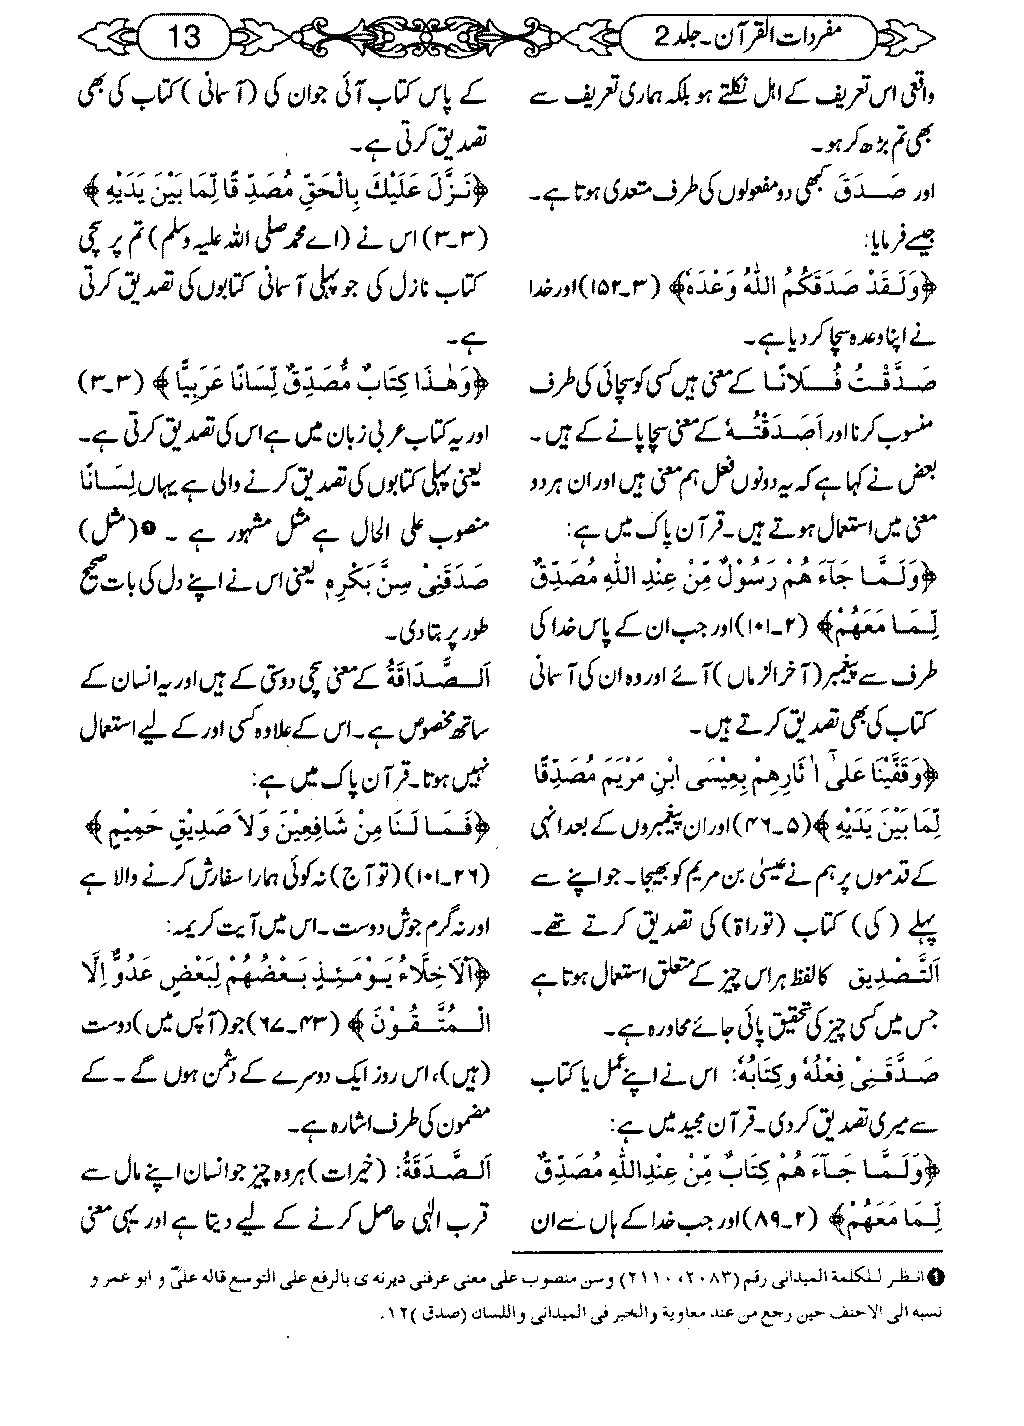 مفردات القرآن۔جلد 2
13
واقعی اس تعریف کے اہل نکلتے ہو بلکہ ہماری تعریف سے
بھی تم بڑھ کر ہو۔
اور صَدَقَ کبھی دو مفعولوں کی طرف متعدی ہوتا ہے۔
جیسے فرمایا:
﴿وَلَقَدْ صَدَقَكُمُ اللّٰهُ وَعْدَهٗ﴾ (۳۔۱۵۲) اور خدا
نے اپنا وعدہ سچا کر دیا ہے۔
صَدَّقْتُ فُلَانًا کے معنی ہیں کسی کو سچائی کی طرف
منسوب کرنا اور اَصْدَقْتُهٗ کے معنی سچا پانے کے ہیں۔
بعض نے کہا ہے کہ یہ دونوں فعل ہم معنی ہیں اور ان ہر دو
معنی میں استعمال ہوتے ہیں۔ قرآن پاک میں ہے:
﴿وَلَمَّا جَآءَ هُمْ رَسُوْلٌ مِّنْ عِنْدِ اللّٰهِ مُصَدِّقٌ
لِّمَا مَعَهُمْ﴾ (۲۔۱۰۱) اور جب ان کے پاس خدا کی
طرف سے پیغمبر (آخر الزماں) آئے اور وہ ان کی آسمانی
کتاب کی بھی تصدیق کرتے ہیں۔
﴿وَقَفَّيْنَا عَلٰٓى اٰثَارِهِمْ بِعِيْسَى ابْنِ مَرْيَمَ مُصَدِّقًا
لِّمَا بَيْنَ يَدَيْهِ﴾ (۵۔۴۶) اور ان پیغمبروں کے بعد انہی
کے قدموں پر ہم نے عیسیٰ بن مریم کو بھیجا۔ جو اپنے سے
پہلے (کی) کتاب (توراۃ) کی تصدیق کرتے تھے۔
اَلتَّصْدِيق کا لفظ ہر اس چیز کے متعلق استعمال ہوتا ہے
جس میں کسی چیز کی تحقیق پائی جائے محاورہ ہے۔
صَدَّقَنِيْ فِعْلُهٗ وَكِتَابُهٗ: اس نے اپنے عمل یا کتاب
سے میری تصدیق کر دی۔ قرآن مجید میں ہے:
﴿وَلَمَّا جَآءَ هُمْ كِتَابٌ مِّنْ عِنْدِ اللّٰهِ مُصَدِّقٌ
لِّمَا مَعَهُمْ﴾ (۲۔۸۹) اور جب خدا کے ہاں سے ان
کے پاس کتاب آئی جو ان کی (آسمانی) کتاب کی بھی
تصدیق کرتی ہے۔
﴿نَزَّلَ عَلَيْكَ بِالْحَقِّ مُصَدِّقًا لِّمَا بَيْنَ يَدَيْهِ﴾
(۳۔۳) اس نے (اے محمد صلی اللہ علیہ وسلم) تم پر سچی
کتاب نازل کی جو پہلی آسمانی کتابوں کی تصدیق کرتی
ہے۔
﴿وَهٰذَا كِتَابٌ مُّصَدِّقٌ لِّسَانًا عَرَبِيًّا﴾ (۳۔۳)
اور یہ کتاب عربی زبان میں ہے اس کی تصدیق کرتی ہے۔
یعنی پہلی کتابوں کی تصدیق کرنے والی ہے یہاں لِسَانًا
منصوب علی الحال ہے مثل مشہور ہے۔❶ (مثل)
صَدَقَنِيْ سِنَّ بَكْرِهٖ یعنی اس نے اپنے دل کی بات صحیح
طور پر بتا دی۔
اَلصَّدَاقَةُ کے معنی سچی دوستی کے ہیں اور یہ انسان کے
ساتھ مخصوص ہے۔ اس کے علاوہ کسی اور کے لیے استعمال
نہیں ہوتا۔ قرآن پاک میں ہے:
﴿فَمَا لَنَا مِنْ شَافِعِيْنَ وَلاَ صَدِيْقٍ حَمِيْمٍ﴾
(۲۶۔۱۰۱) (تو آج) نہ کوئی ہمارا سفارش کرنے والا ہے
اور نہ گرم جوش دوست۔ اس میں آیت کریمہ:
﴿اَلْاَخِلَّاءُ يَوْمَئِذٍ بَعْضُهُمْ لِبَعْضٍ عَدُوٌّ اِلَّا
الْمُتَّقُوْنَ﴾ (۴۳۔۶۷) جو (آپس میں) دوست
(ہیں)، اس روز ایک دوسرے کے دشمن ہوں گے۔ کے
مضمون کی طرف اشارہ ہے۔
اَلصَّدَقَةُ: (خیرات) ہر وہ چیز جو انسان اپنے مال سے
قرب الٰہی حاصل کرنے کے لیے دیتا ہے اور یہی معنی
❶ انظر للكلمة الميداني رقم (۲۰۸۳، ۲۱۱۰) وسن منصوب على معنى عرفني ديرنه ى بالرفع على التوسع قاله علىّ و ابو عمر و
نسبه الى الاحنف حين رجع من عند معاوية والخبر فى الميدانى واللسان (صدق) ۱۲.